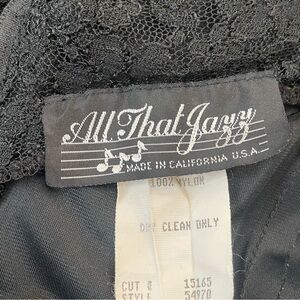 All That Jazz
MADE IN CALIFORNIA U.S.A.
100% NYLON
DRY CLEAN ONLY
CUT # 15165
STYLE 54970